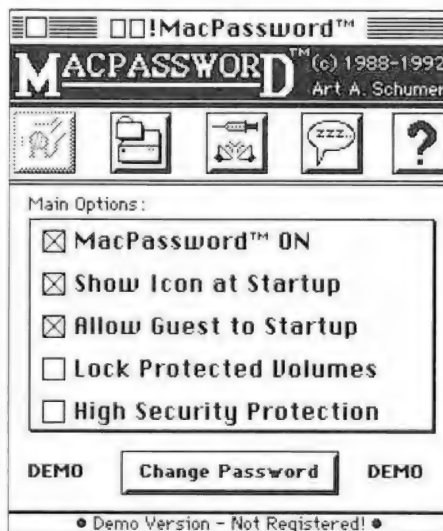 □□!MacPassword™
MACPASSWORD™
(c) 1988-1992
Art A. Schumer
zzz..
?
Main Options:
MacPassword™ ON
Show Icon at Startup
Allow Guest to Startup
Lock Protected Volumes
High Security Protection
DEMO Change Password DEMO
● Demo Version - Not Registered! ●